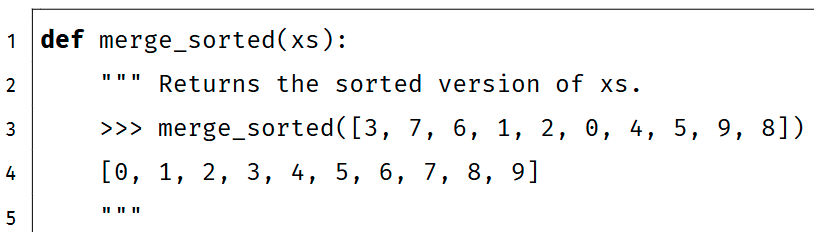 1 def merge_sorted(xs):
2     """ Returns the sorted version of xs.
3     >>> merge_sorted([3, 7, 6, 1, 2, 0, 4, 5, 9, 8])
4     [0, 1, 2, 3, 4, 5, 6, 7, 8, 9]
5     """